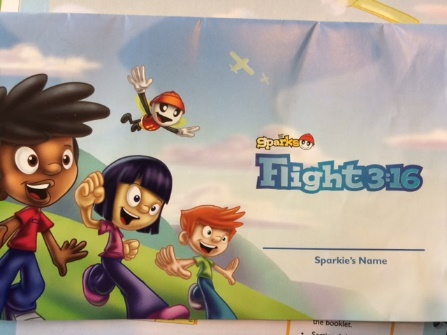 Sparks
Flight 3:16
Sparkie's Name
the booklet.